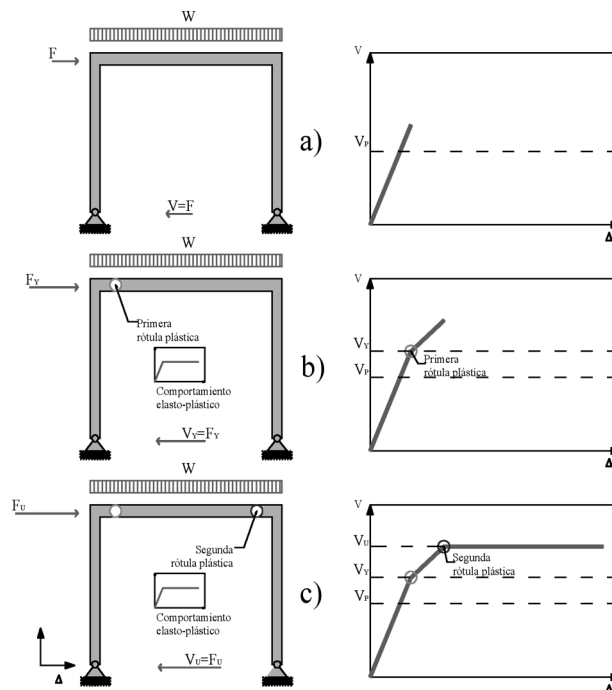 W
F
V=F
a)
V
VP
Δ
W
FY
Primera
rótula plástica
Comportamiento
elasto-plástico
VY=FY
b)
V
VY
VP
Primera
rótula plástica
Δ
W
FU
Segunda
rótula plástica
Comportamiento
elasto-plástico
VU=FU
Δ
c)
V
VU
VY
VP
Segunda
rótula plástica
Δ